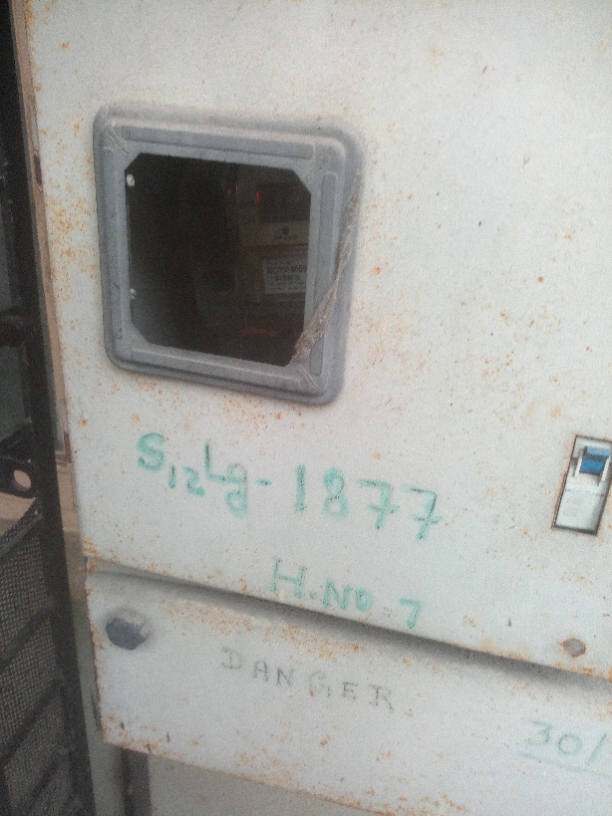 S12Lg-1877
H.NO-7
DANGER
30/